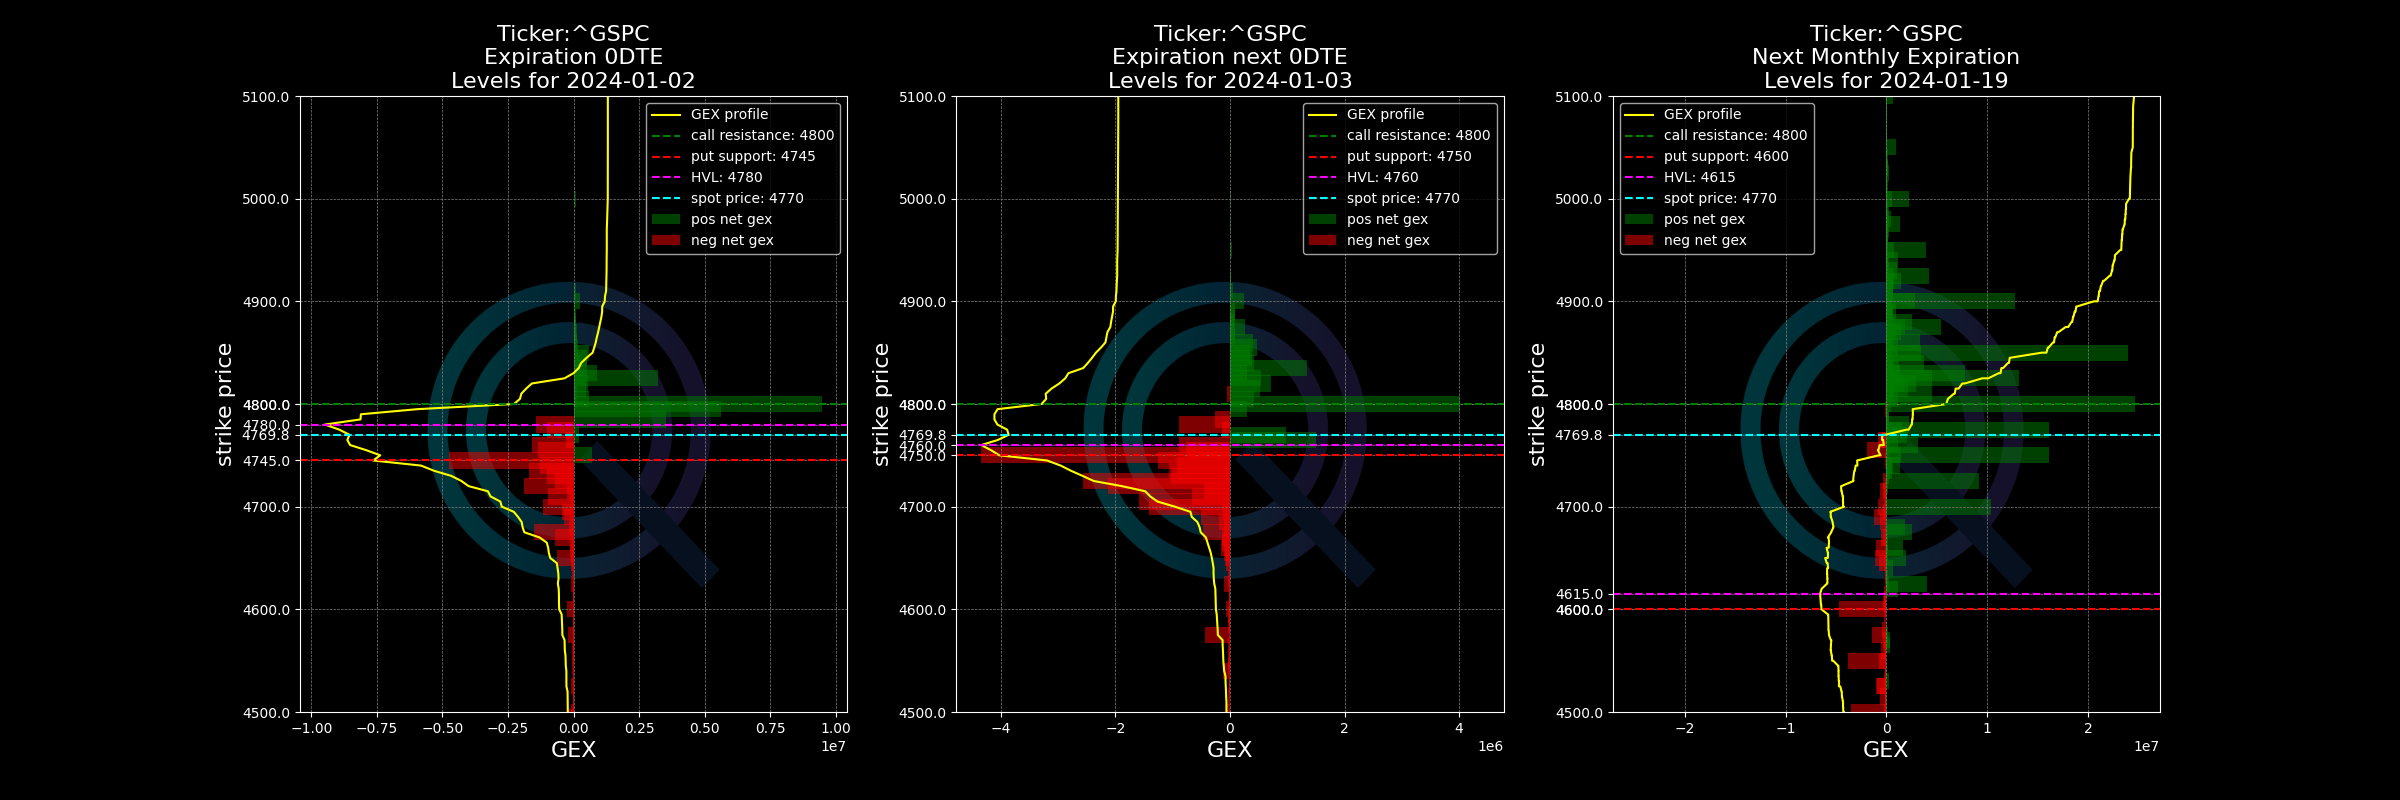 Ticker:^GSPC
Expiration 0DTE
Levels for 2024-01-02
GEX profile
call resistance: 4800
put support: 4745
HVL: 4780
spot price: 4770
pos net gex
neg net gex
5100.0
5000.0
4900.0
4800.0
4780.0
4769.8
4745.0
4700.0
4600.0
4500.0
strike price
−1.00 −0.75 −0.50 −0.25 0.00 0.25 0.50 0.75 1.00
1e7
GEX
Ticker:^GSPC
Expiration next 0DTE
Levels for 2024-01-03
GEX profile
call resistance: 4800
put support: 4750
HVL: 4760
spot price: 4770
pos net gex
neg net gex
5100.0
5000.0
4900.0
4800.0
4769.8
4760.0
4750.0
4700.0
4600.0
4500.0
strike price
−4 −2 0 2 4
1e6
GEX
Ticker:^GSPC
Next Monthly Expiration
Levels for 2024-01-19
GEX profile
call resistance: 4800
put support: 4600
HVL: 4615
spot price: 4770
pos net gex
neg net gex
5100.0
5000.0
4900.0
4800.0
4769.8
4700.0
4615.0
4600.0
4500.0
strike price
−2 −1 0 1 2
1e7
GEX